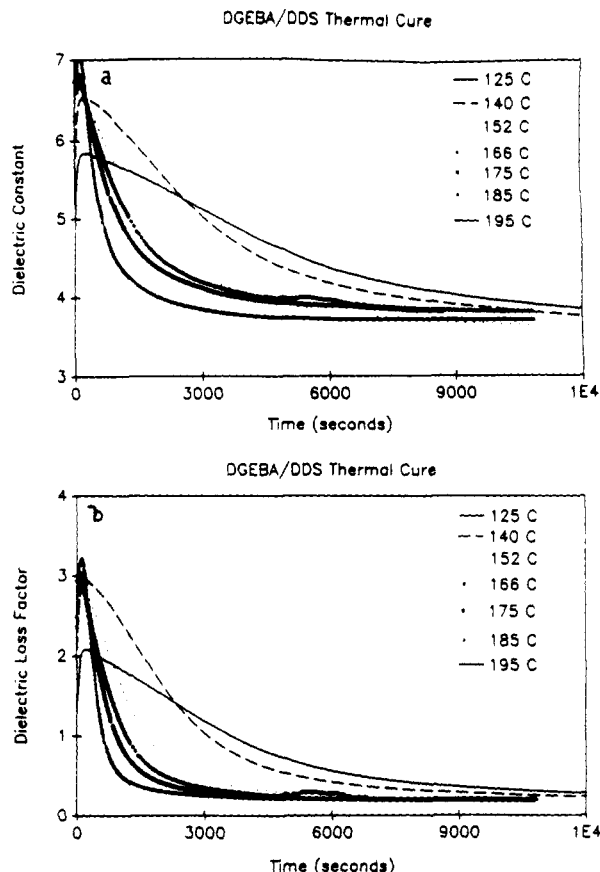 DGEBA/DDS Thermal Cure
a
7
6
5
4
3
Dielectric Constant
125 C
140 C
152 C
166 C
175 C
185 C
195 C
0
3000
6000
9000
1E4
Time (seconds)
DGEBA/DDS Thermal Cure
b
4
3
2
1
0
Dielectric Loss Factor
125 C
140 C
152 C
166 C
175 C
185 C
195 C
0
3000
6000
9000
1E4
Time (seconds)